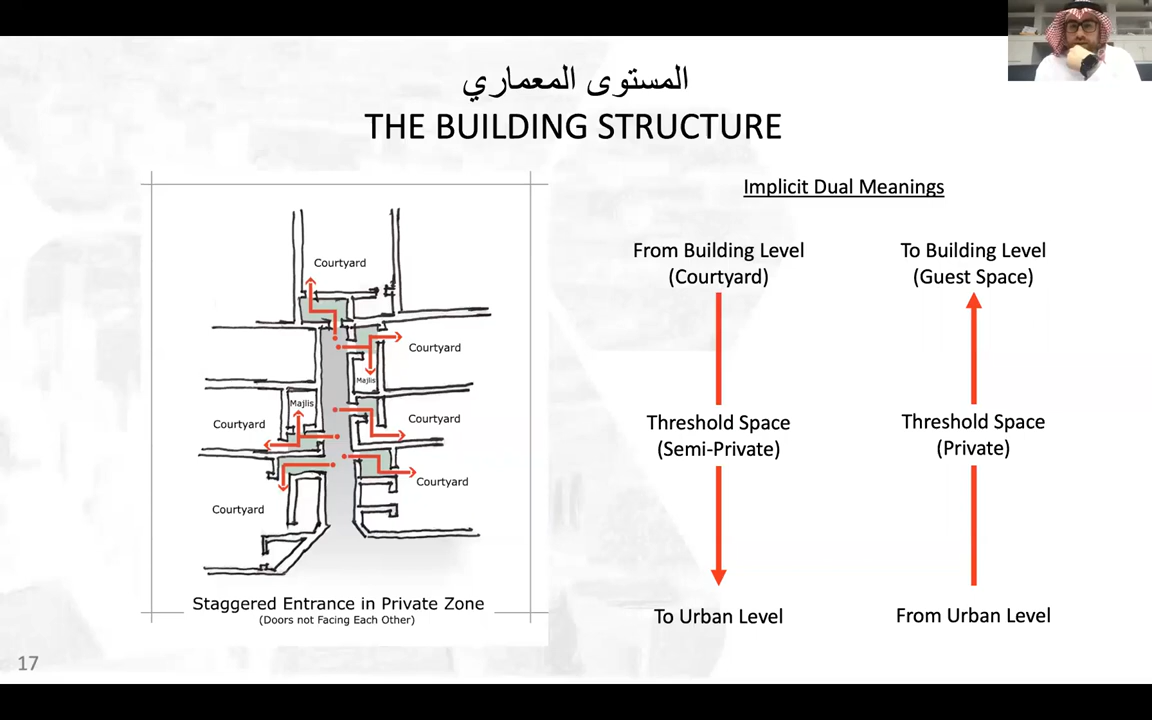 المستوى المعماري
THE BUILDING STRUCTURE
Courtyard
Courtyard
Majlis
Majlis
Courtyard
Courtyard
Courtyard
Courtyard
Staggered Entrance in Private Zone
(Doors not Facing Each Other)
Implicit Dual Meanings
From Building Level
(Courtyard)
Threshold Space
(Semi-Private)
To Urban Level
To Building Level
(Guest Space)
Threshold Space
(Private)
From Urban Level
17